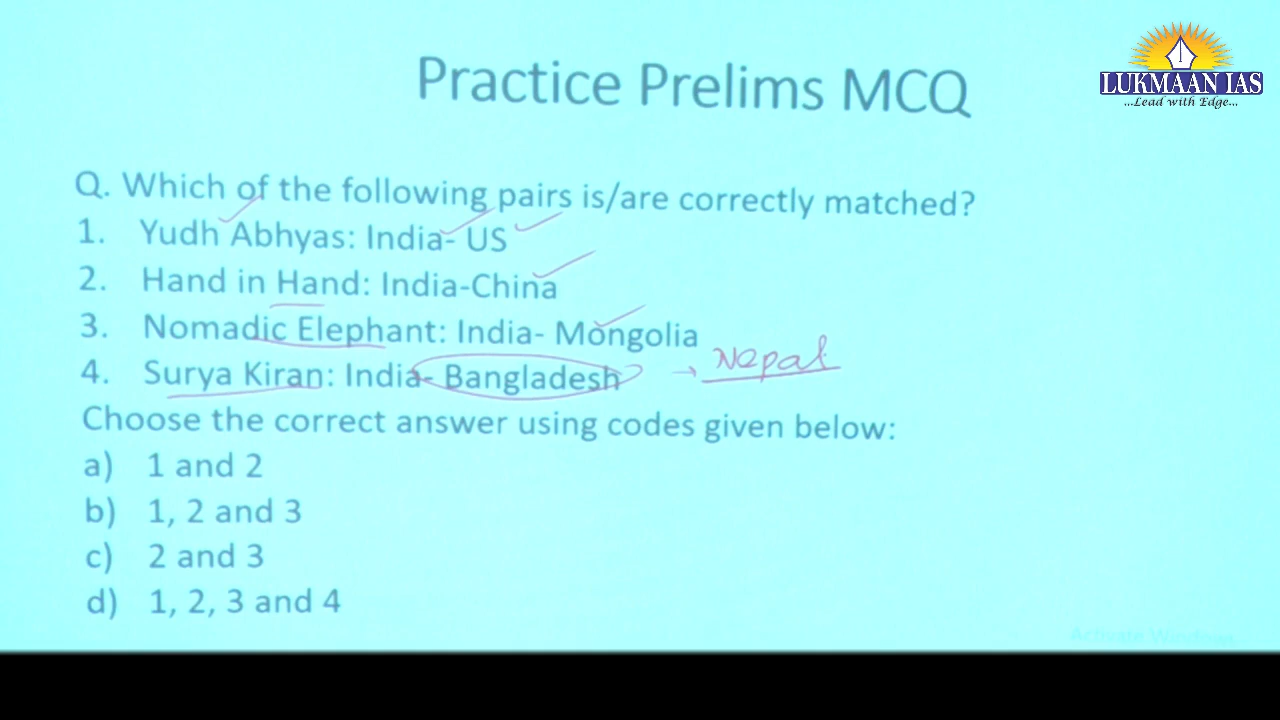 LUKMAAN IAS
...Lead with Edge...
Practice Prelims MCQ
Q. Which of the following pairs is/are correctly matched?
1. Yudh Abhyas: India- US
2. Hand in Hand: India-China
3. Nomadic Elephant: India- Mongolia
4. Surya Kiran: India- Bangladesh → Nepal
Choose the correct answer using codes given below:
a) 1 and 2
b) 1, 2 and 3
c) 2 and 3
d) 1, 2, 3 and 4
Activate Windows